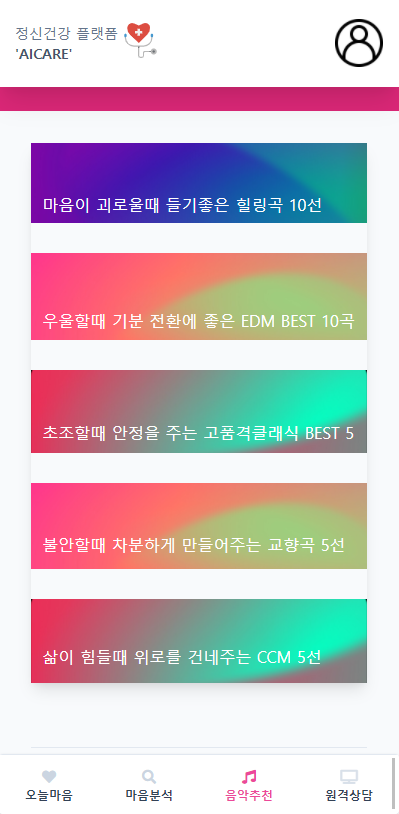 정신건강 플랫폼
'AICARE'
마음이 괴로울때 들기좋은 힐링곡 10선
우울할때 기분 전환에 좋은 EDM BEST 10곡
초조할때 안정을 주는 고품격클래식 BEST 5
불안할때 차분하게 만들어주는 교향곡 5선
삶이 힘들때 위로를 건네주는 CCM 5선
오늘마음 마음분석 음악추천 원격상담